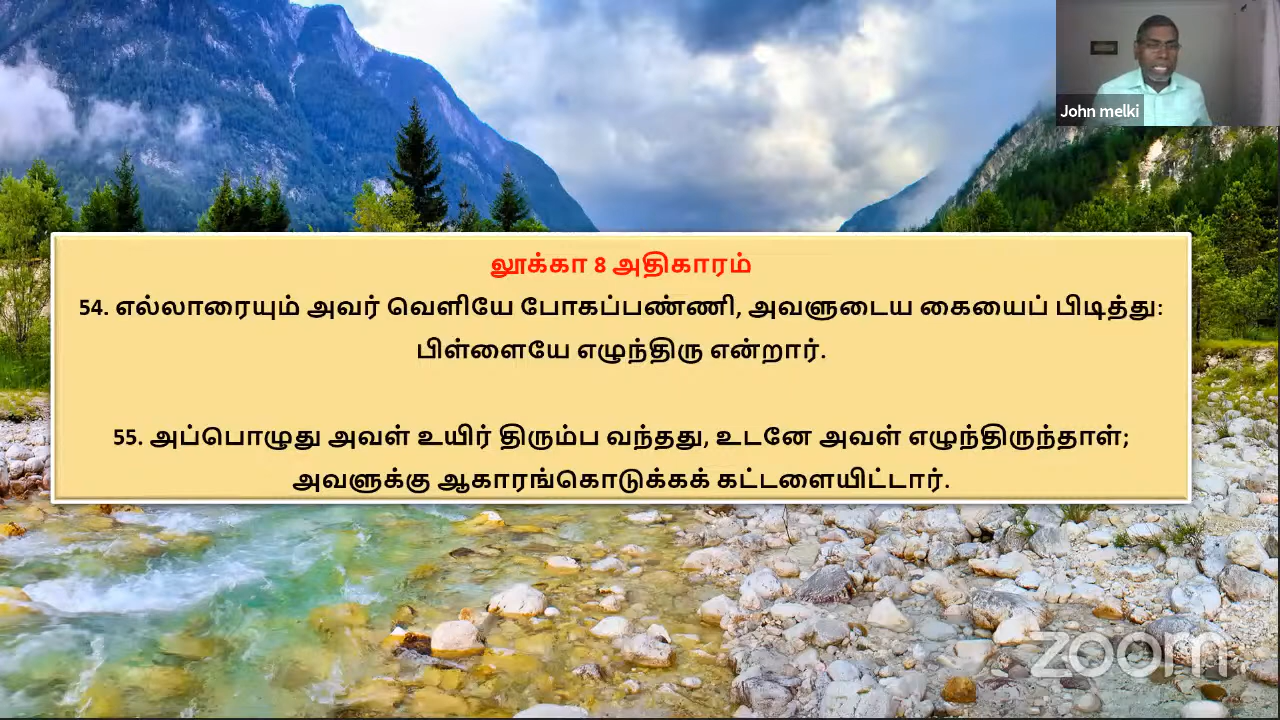 John melki
லூக்கா 8 அதிகாரம்
54. எல்லாரையும் அவர் வெளியே போகப்பண்ணி, அவளுடைய கையைப் பிடித்து:
பிள்ளையே எழுந்திரு என்றார்.
55. அப்பொழுது அவள் உயிர் திரும்ப வந்தது, உடனே அவள் எழுந்திருந்தாள்;
அவளுக்கு ஆகாரங்கொடுக்கக் கட்டளையிட்டார்.
zoom